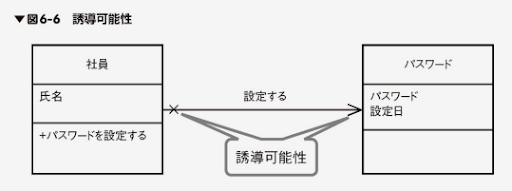 ▼図6-6 誘導可能性
社員
氏名
+パスワードを設定する
設定する
誘導可能性
パスワード
パスワード
設定日